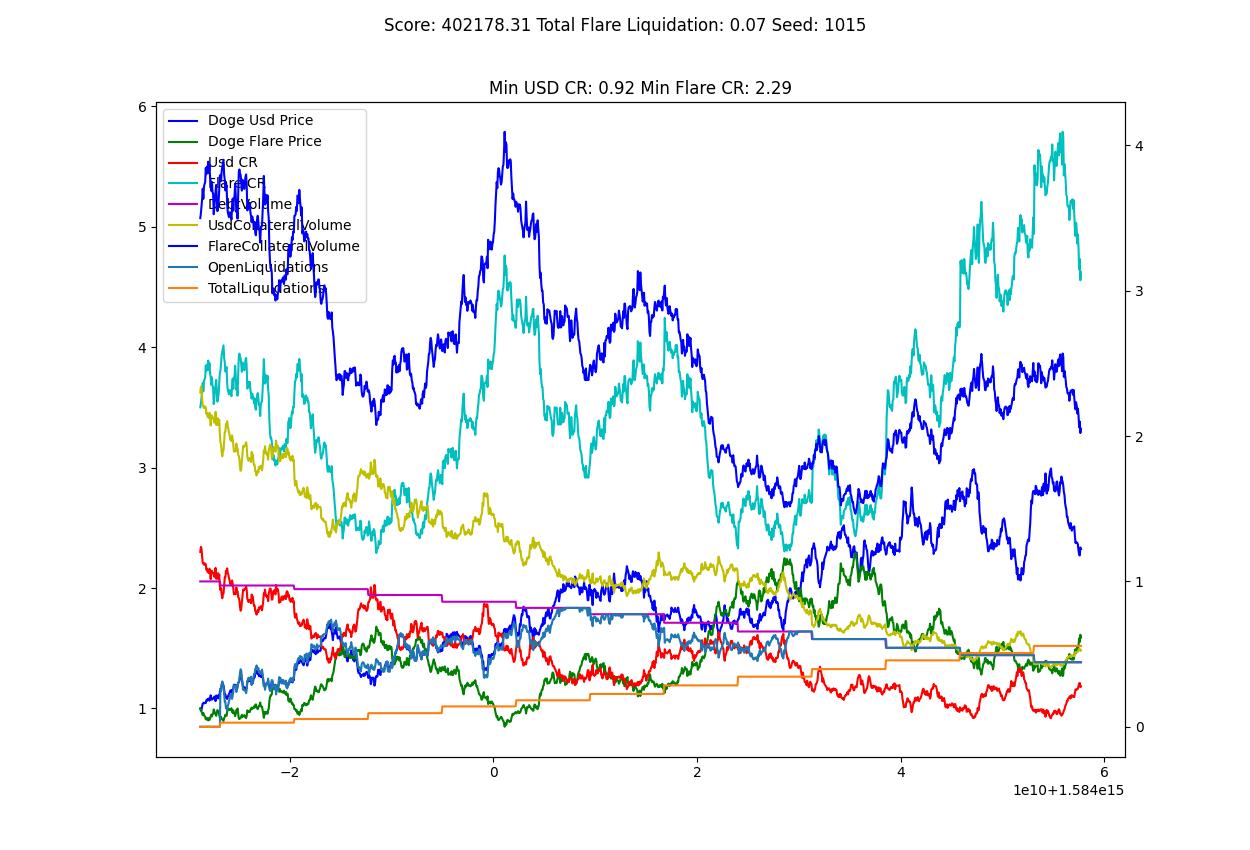 Score: 402178.31 Total Flare Liquidation: 0.07 Seed: 1015
Min USD CR: 0.92 Min Flare CR: 2.29
Doge Usd Price
Doge Flare Price
Usd CR
Flare CR
DebtVolume
UsdCollateralVolume
FlareCollateralVolume
OpenLiquidations
TotalLiquidations
6
5
4
3
2
1
4
3
2
1
0
−2
0
2
4
6
1e10+1.584e15